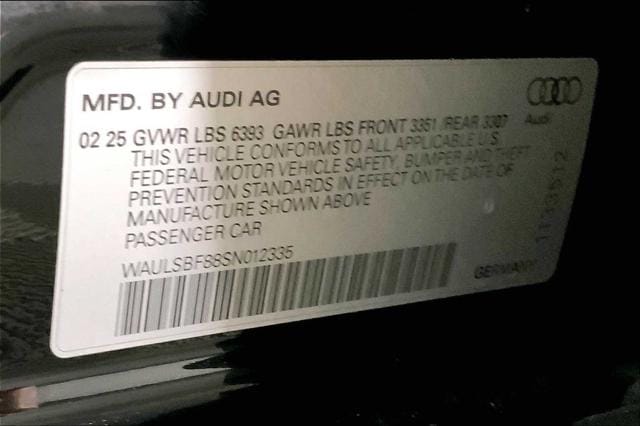 MFD. BY AUDI AG
Audi
02 25 GVWR LBS 6393 GAWR LBS FRONT 3351 /REAR 3307
THIS VEHICLE CONFORMS TO ALL APPLICABLE U.S
FEDERAL MOTOR VEHICLE SAFETY, BUMPER AND THEFT
PREVENTION STANDARDS IN EFFECT ON THE DATE OF
MANUFACTURE SHOWN ABOVE
PASSENGER CAR
WAULSBF88SN012335
GERMANY